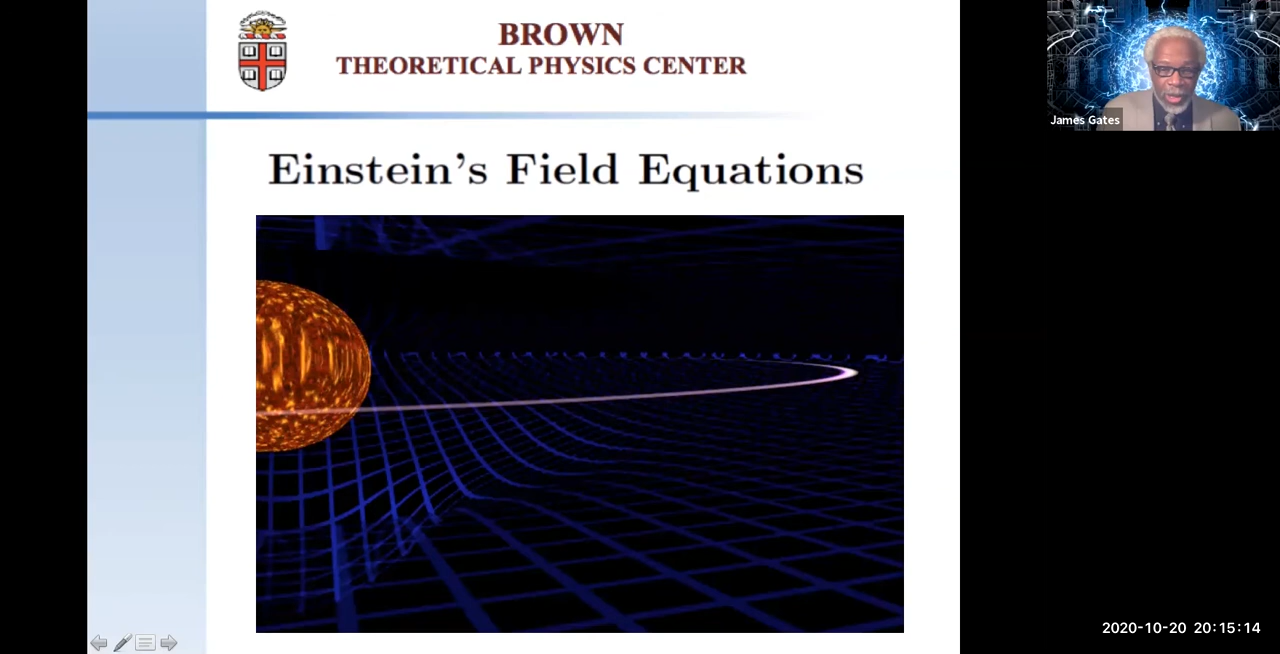 BROWN
THEORETICAL PHYSICS CENTER
James Gates
Einstein's Field Equations
2020-10-20 20:15:14